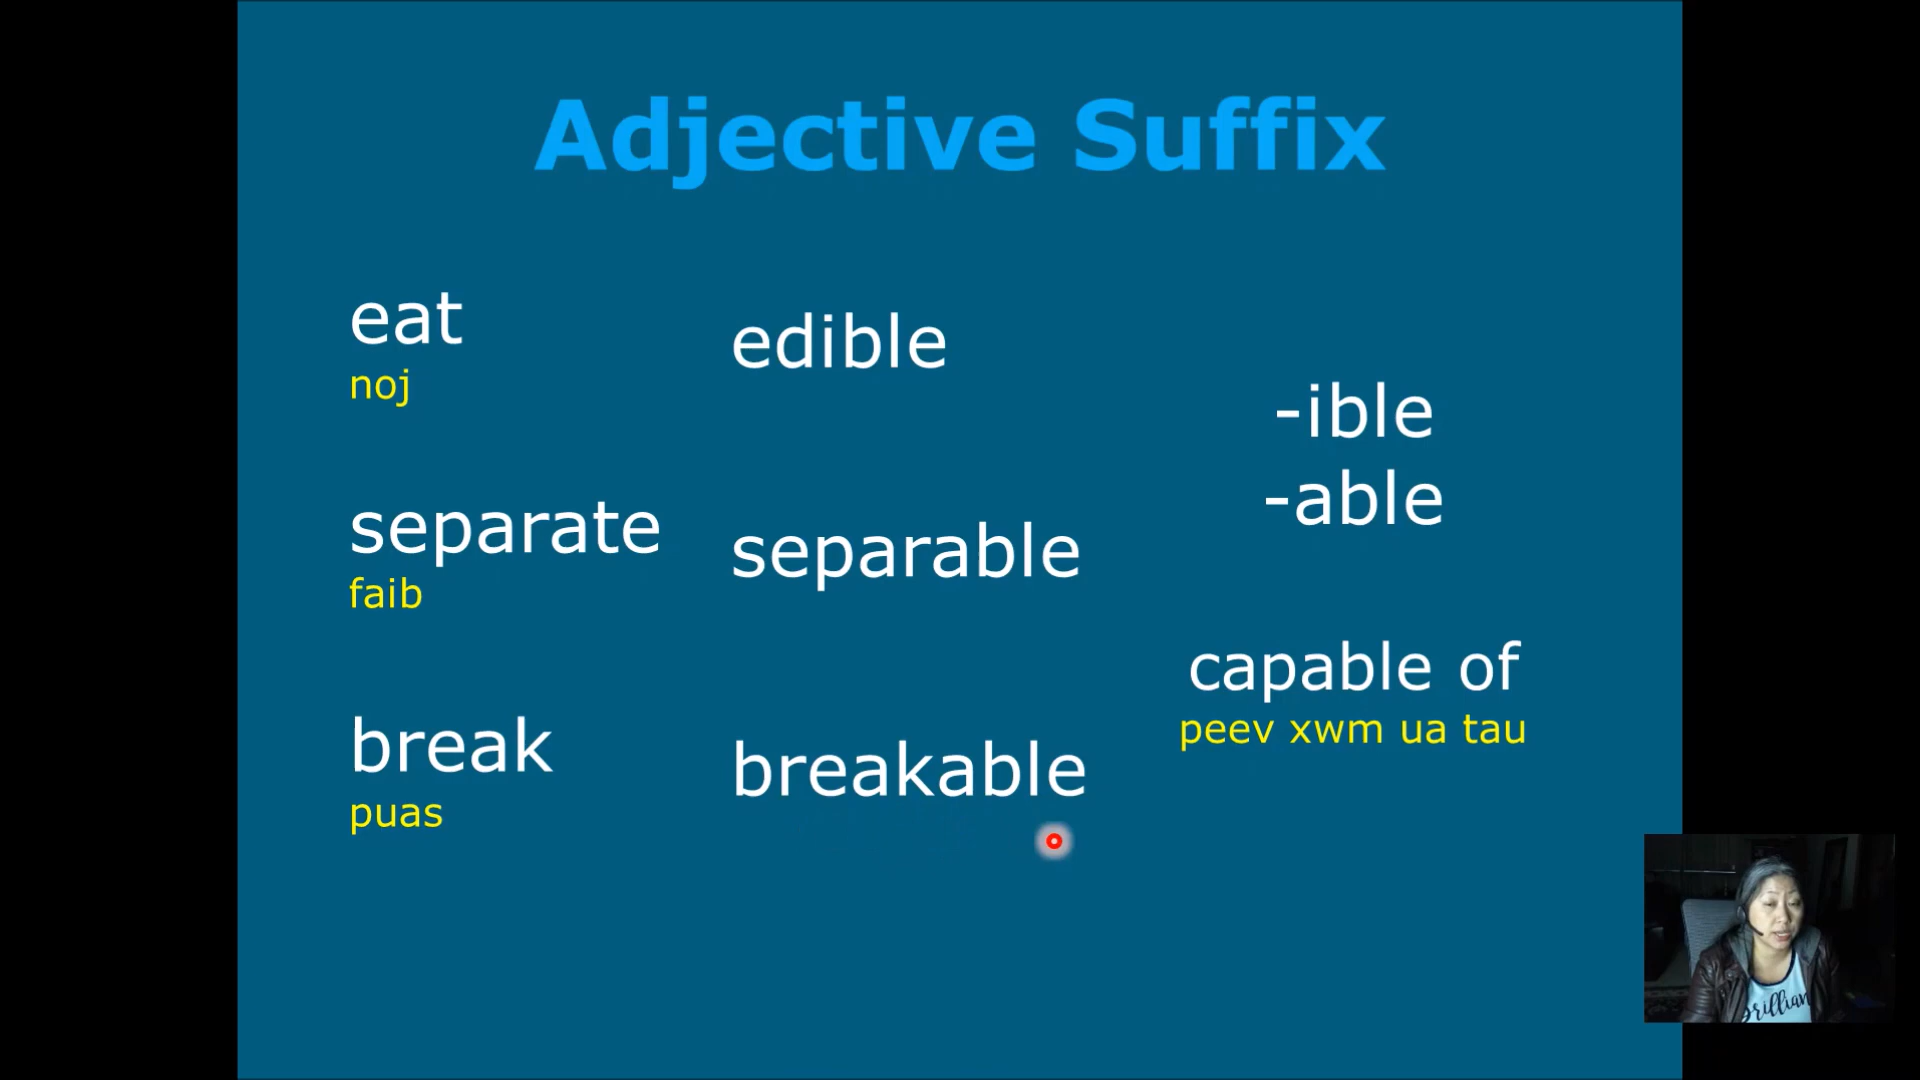 Adjective Suffix
eat
noj
edible
separate
faib
separable
break
puas
breakable
-ible
-able
capable of
peev xwm ua tau